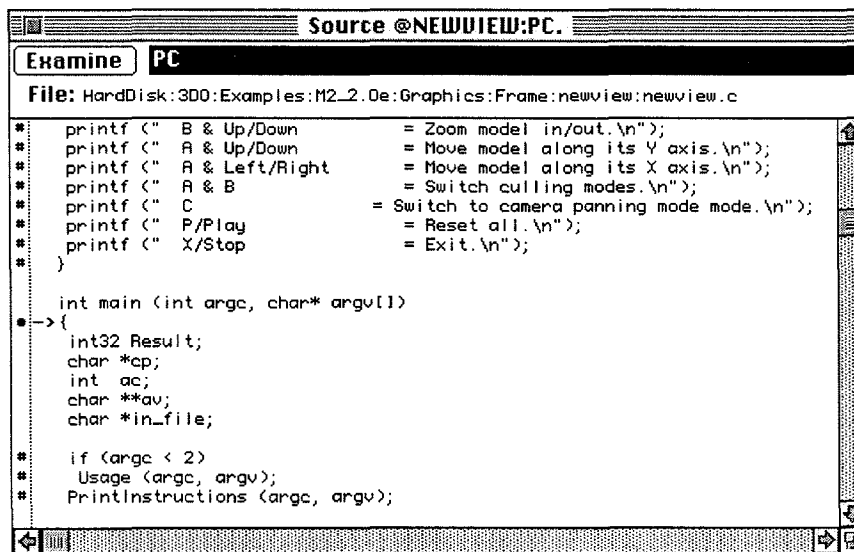 Source @NEWVIEW:PC.
Examine PC
File: HardDisk:3DO:Examples:M2_2.0e:Graphics:Frame:newview:newview.c
# printf ("  B & Up/Down            = Zoom model in/out.\n");
# printf ("  A & Up/Down            = Move model along its Y axis.\n");
# printf ("  A & Left/Right         = Move model along its X axis.\n");
# printf ("  A & B                  = Switch culling modes.\n");
# printf ("  C                  = Switch to camera panning mode mode.\n");
# printf ("  P/Play                 = Reset all.\n");
# printf ("  X/Stop                 = Exit.\n");
# }
int main (int argc, char* argv[])
●->{
int32 Result;
char *cp;
int  ac;
char **av;
char *in_file;
# if (argc < 2)
# Usage (argc, argv);
# PrintInstructions (argc, argv);